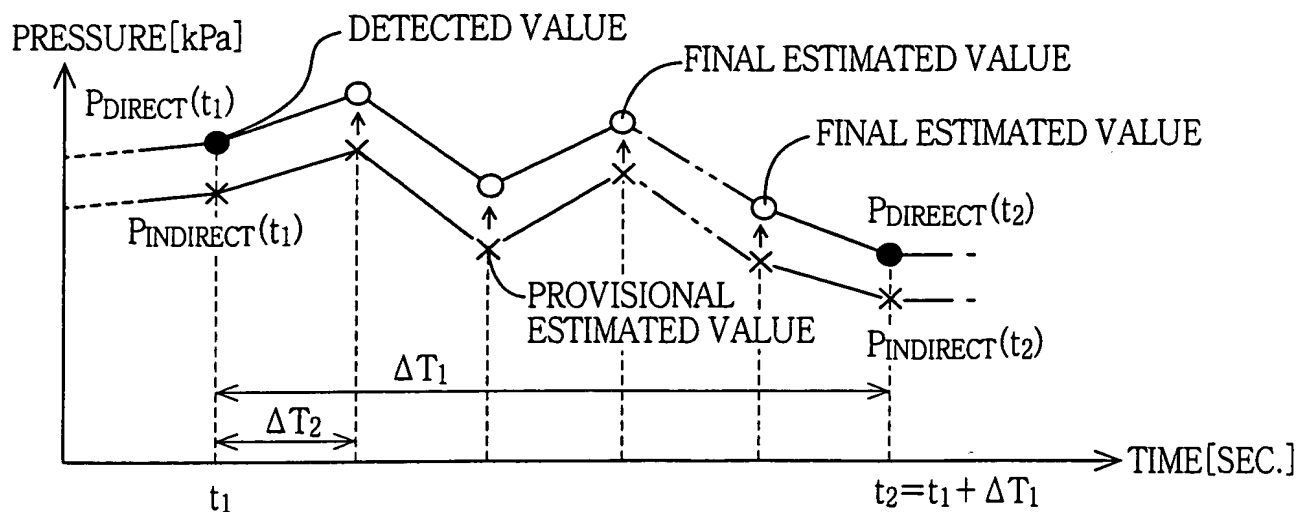 PRESSURE[kPa]
DETECTED VALUE
FINAL ESTIMATED VALUE
PDIRECT(t1)
FINAL ESTIMATED VALUE
PINDIRECT(t1)
PDIREECT(t2)
PROVISIONAL
ESTIMATED VALUE
PINDIRECT(t2)
ΔT1
ΔT2
TIME[SEC.]
t1
t2=t1+ΔT1